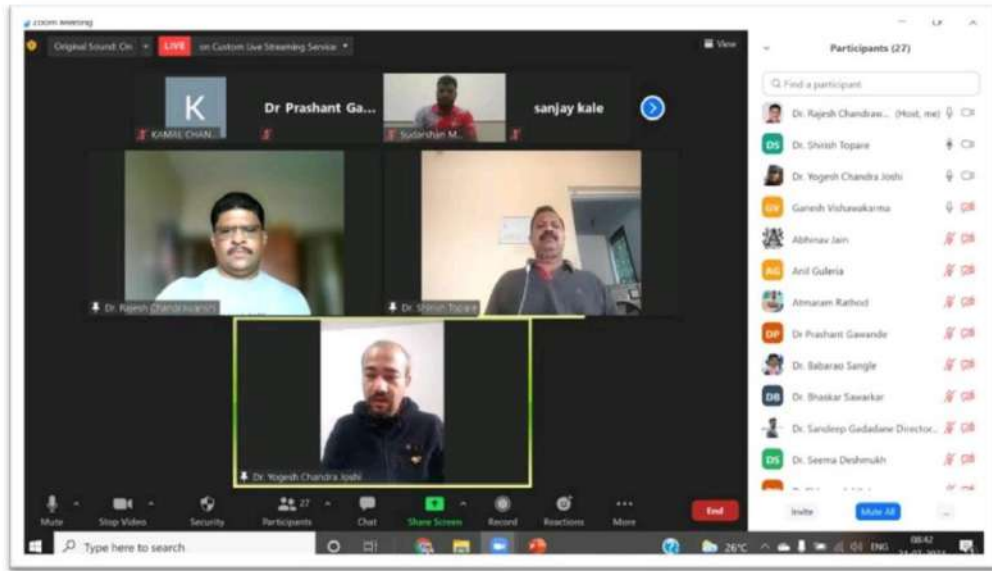 Zoom Meeting
Original Sound: On
LIVE on Custom Live Streaming Service
View
K
KAMAL CHAN...
Dr Prashant Ga...
Sudarshan M...
sanjay kale
Dr. Rajesh Chandrawanshi
Dr. Shirish Topare
Dr. Yogesh Chandra Joshi
Mute
Stop Video
Security
27
Participants
Chat
Share Screen
Record
Reactions
More
End
Participants (27)
Find a participant
Dr. Rajesh Chandraw... (Host, me)
DS Dr. Shirish Topare
Dr. Yogesh Chandra Joshi
GV Ganesh Vishawakarma
Abhinav Jain
AG Anil Guleria
Atmaram Rathod
DP Dr Prashant Gawande
Dr. Babarao Sangle
DB Dr. Bhaskar Sawarkar
Dr. Sandeep Gadadane Director...
DS Dr. Seema Deshmukh
Invite
Mute All
...
Type here to search
26°C
ENG
08:42